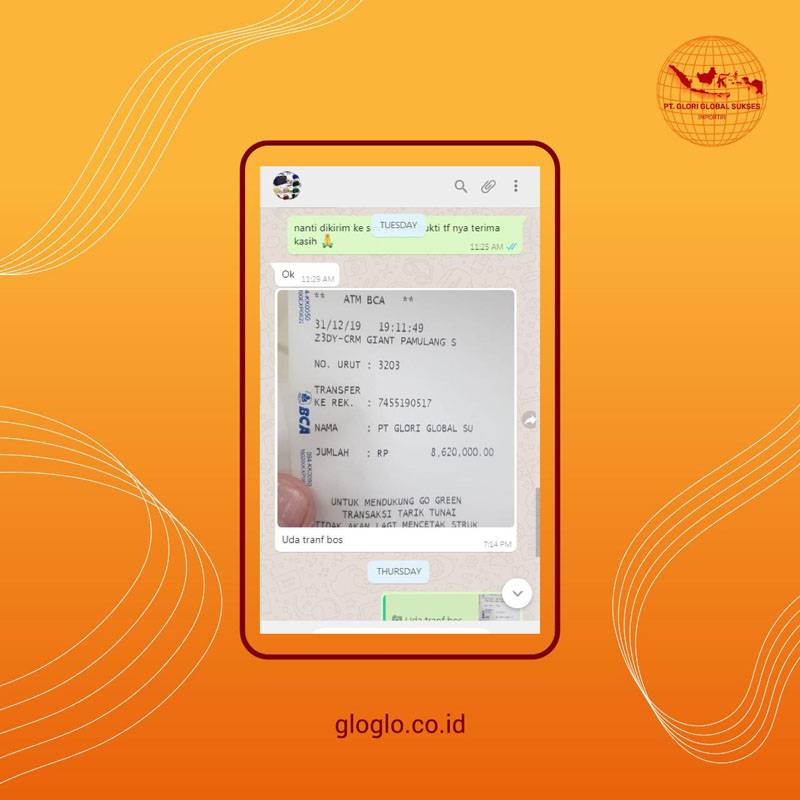 PT. GLORI GLOBAL SUKSES
IMPORTIR
TUESDAY
nanti dikirim ke s ukti tf nya terima
kasih 🙏
11:25 AM
Ok 11:29 AM
** ATM BCA **
31/12/19 19:11:49
Z3DY-CRM GIANT PAMULANG S
NO. URUT : 3203
TRANSFER
KE REK. : 7455190517
BCA
NAMA : PT GLORI GLOBAL SU
JUMLAH : RP 8,620,000.00
UNTUK MENDUKUNG GO GREEN
TRANSAKSI TARIK TUNAI
TIDAK AKAN LAGI MENCETAK STRUK
Uda tranf bos
7:14 PM
THURSDAY
Uda tranf bos
gloglo.co.id